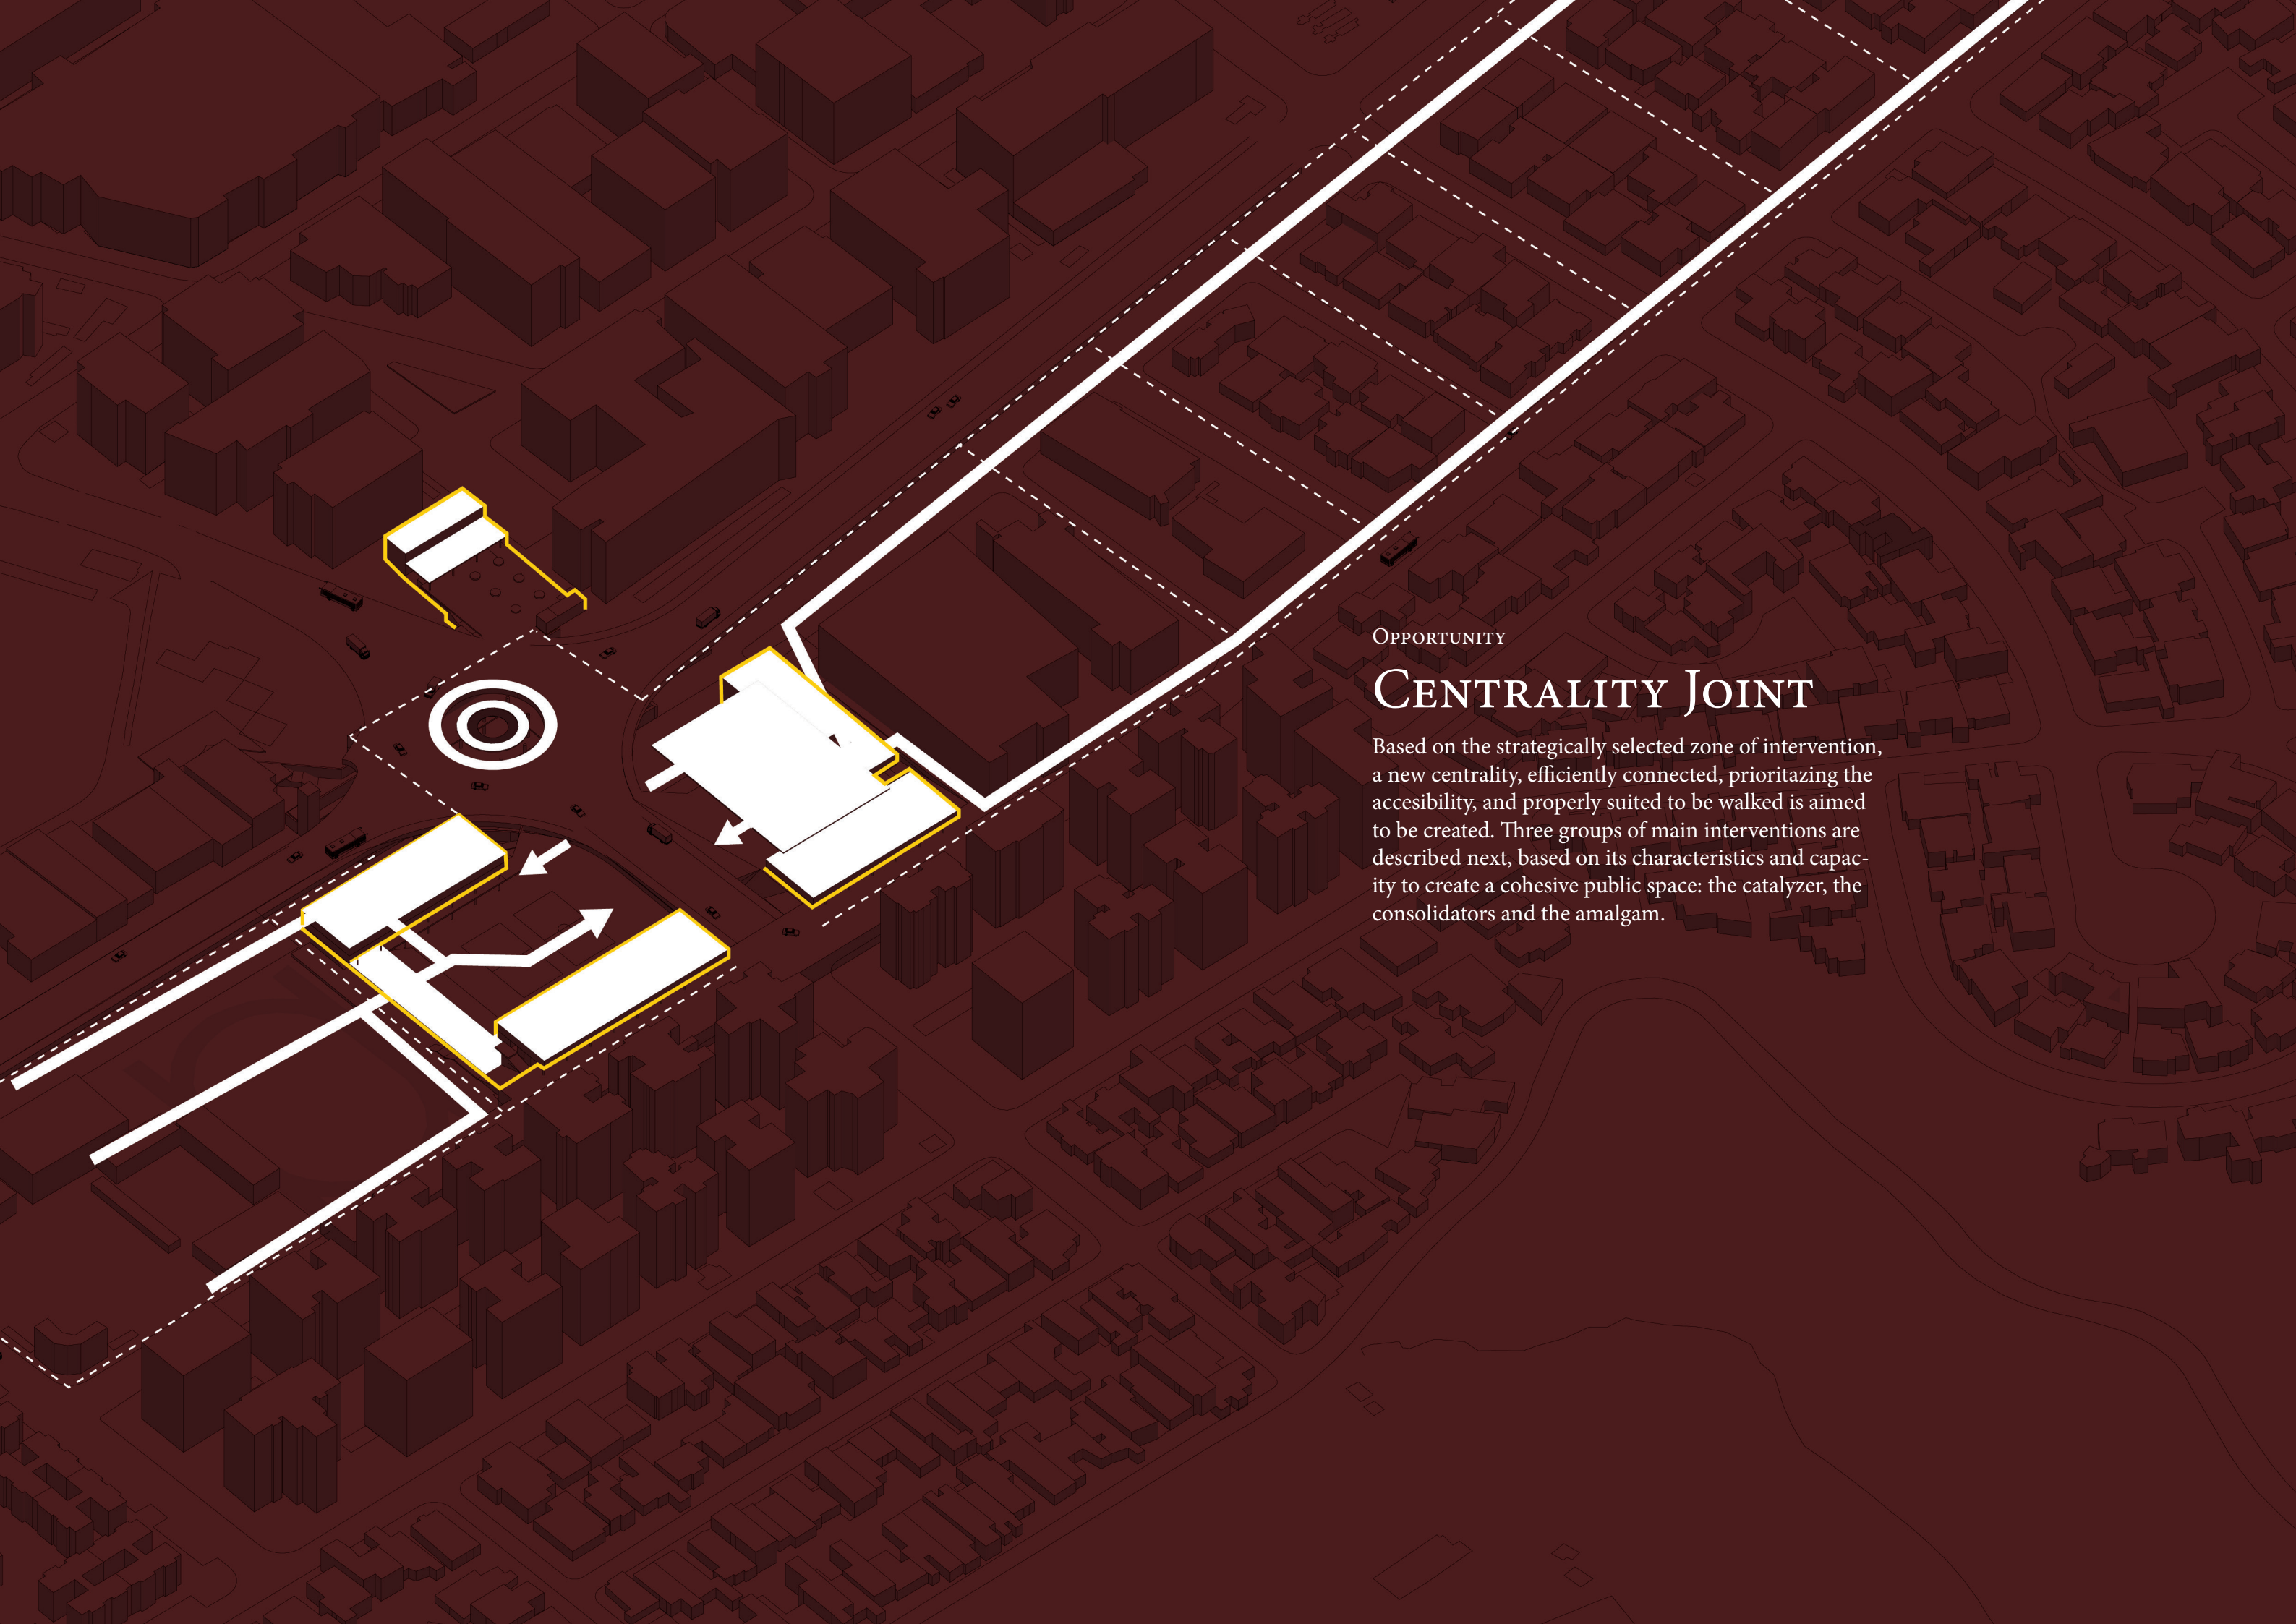 Opportunity
Centrality Joint
Based on the strategically selected zone of intervention,
a new centrality, efficiently connected, prioritazing the
accesibility, and properly suited to be walked is aimed
to be created. Three groups of main interventions are
described next, based on its characteristics and capac-
ity to create a cohesive public space: the catalyzer, the
consolidators and the amalgam.